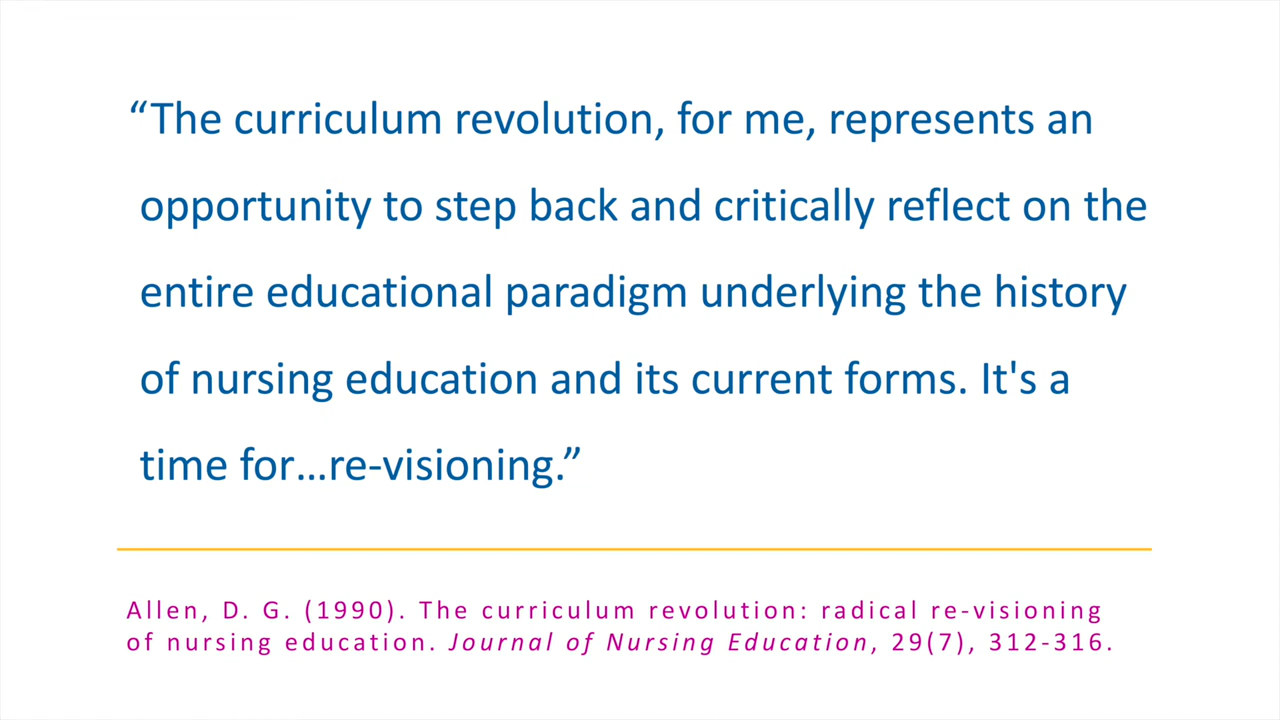 “The curriculum revolution, for me, represents an
opportunity to step back and critically reflect on the
entire educational paradigm underlying the history
of nursing education and its current forms. It's a
time for…re-visioning.”
Allen, D. G. (1990). The curriculum revolution: radical re-visioning
of nursing education. Journal of Nursing Education, 29(7), 312-316.